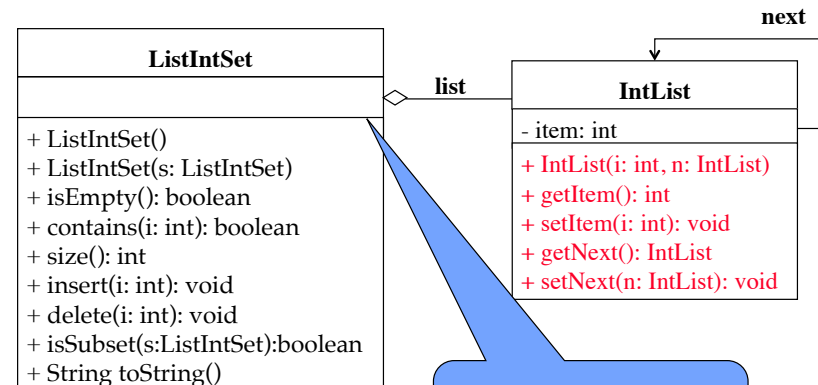 next
ListIntSet
list
IntList
- item: int
+ ListIntSet()
+ ListIntSet(s: ListIntSet)
+ isEmpty(): boolean
+ contains(i: int): boolean
+ size(): int
+ insert(i: int): void
+ delete(i: int): void
+ isSubset(s:ListIntSet):boolean
+ String toString()
+ IntList(i: int, n: IntList)
+ getItem(): int
+ setItem(i: int): void
+ getNext(): IntList
+ setNext(n: IntList): void